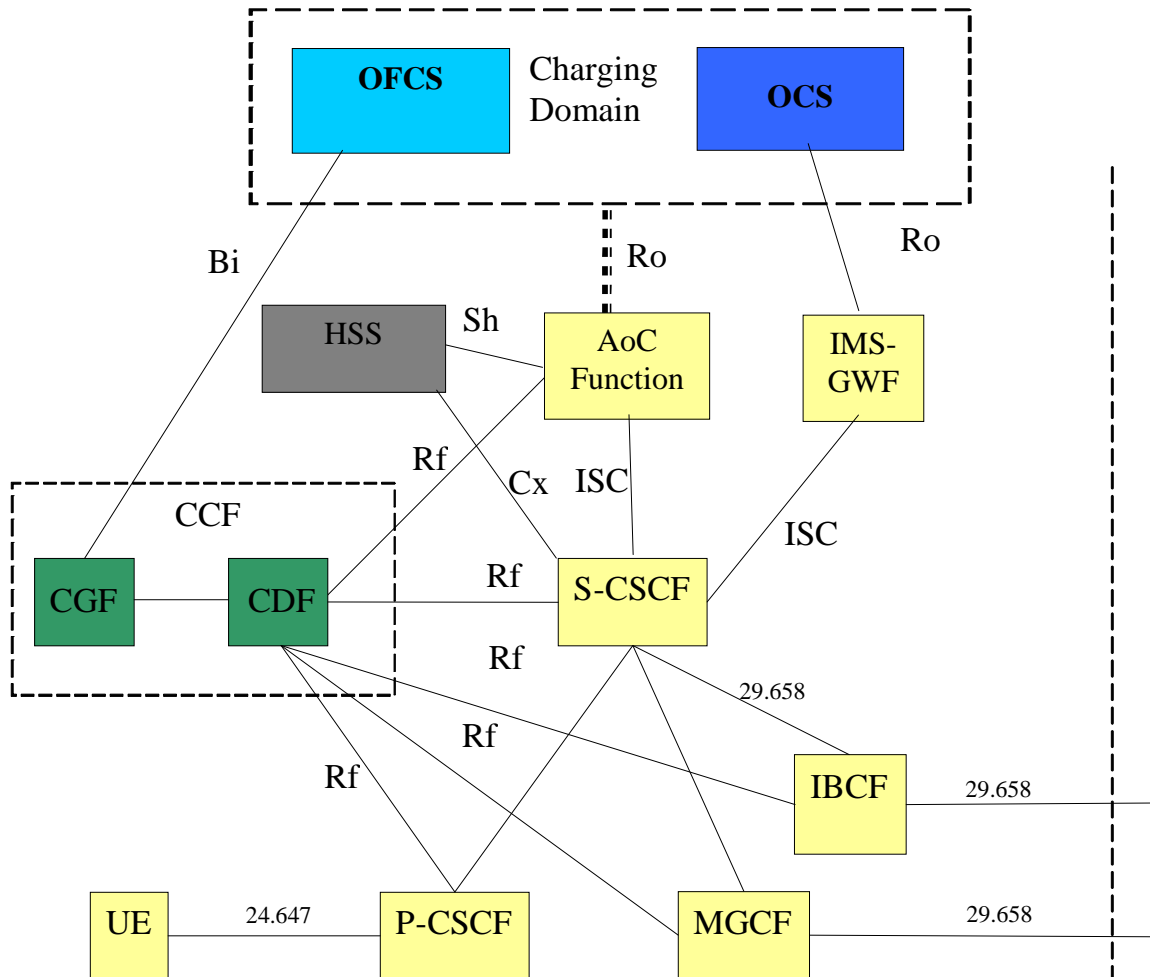 OFCS
Charging
Domain
OCS
Bi
Ro
Ro
HSS
Sh
AoC
Function
IMS-
GWF
Rf
Cx
ISC
ISC
CCF
CGF
CDF
Rf
S-CSCF
Rf
29.658
Rf
Rf
IBCF
29.658
UE
24.647
P-CSCF
MGCF
29.658